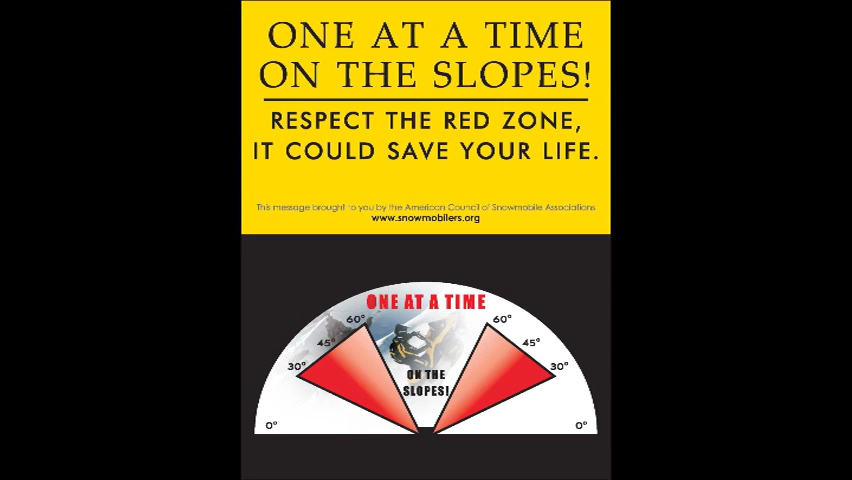 ONE AT A TIME
ON THE SLOPES!
RESPECT THE RED ZONE,
IT COULD SAVE YOUR LIFE.
This message brought to you by the American Council of Snowmobile Associations
www.snowmobilers.org
ONE AT A TIME
60° 60°
45° 45°
30° 30°
ON THE
SLOPES!
0° 0°